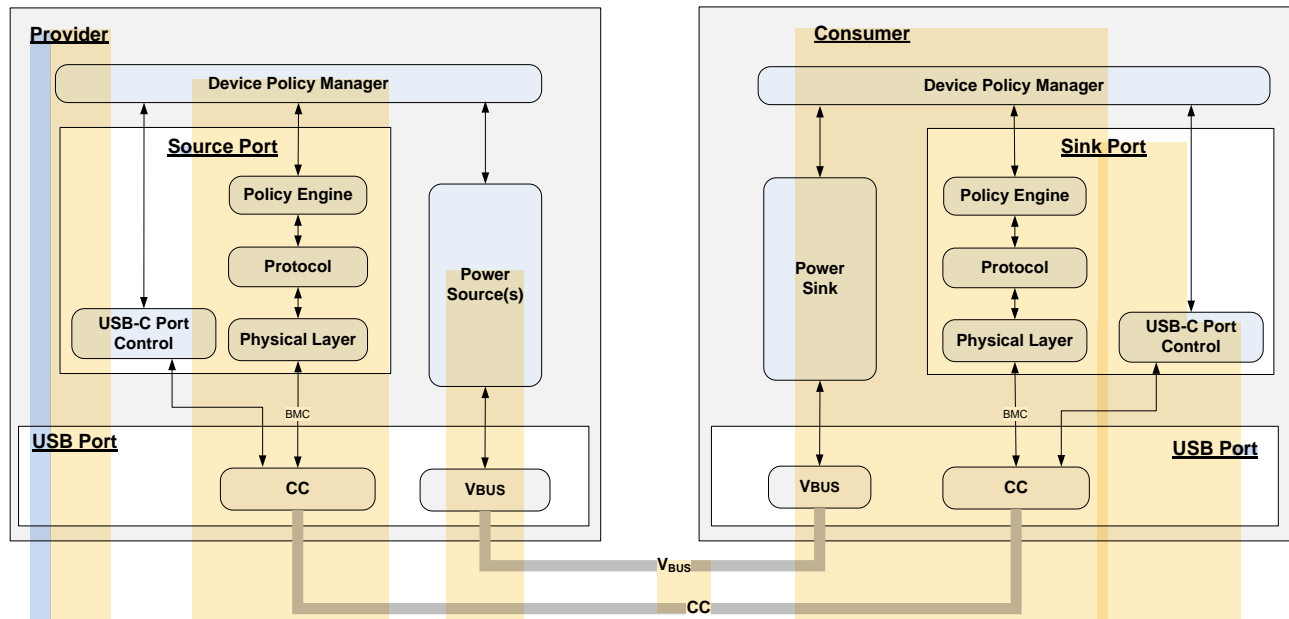 Provider
Device Policy Manager
Source Port
Policy Engine
Protocol
Physical Layer
USB-C Port
Control
Power
Source(s)
BMC
USB Port
CC
VBUS
Consumer
Device Policy Manager
Sink Port
Power
Sink
Policy Engine
Protocol
Physical Layer
USB-C Port
Control
BMC
USB Port
VBUS
CC
VBUS
CC